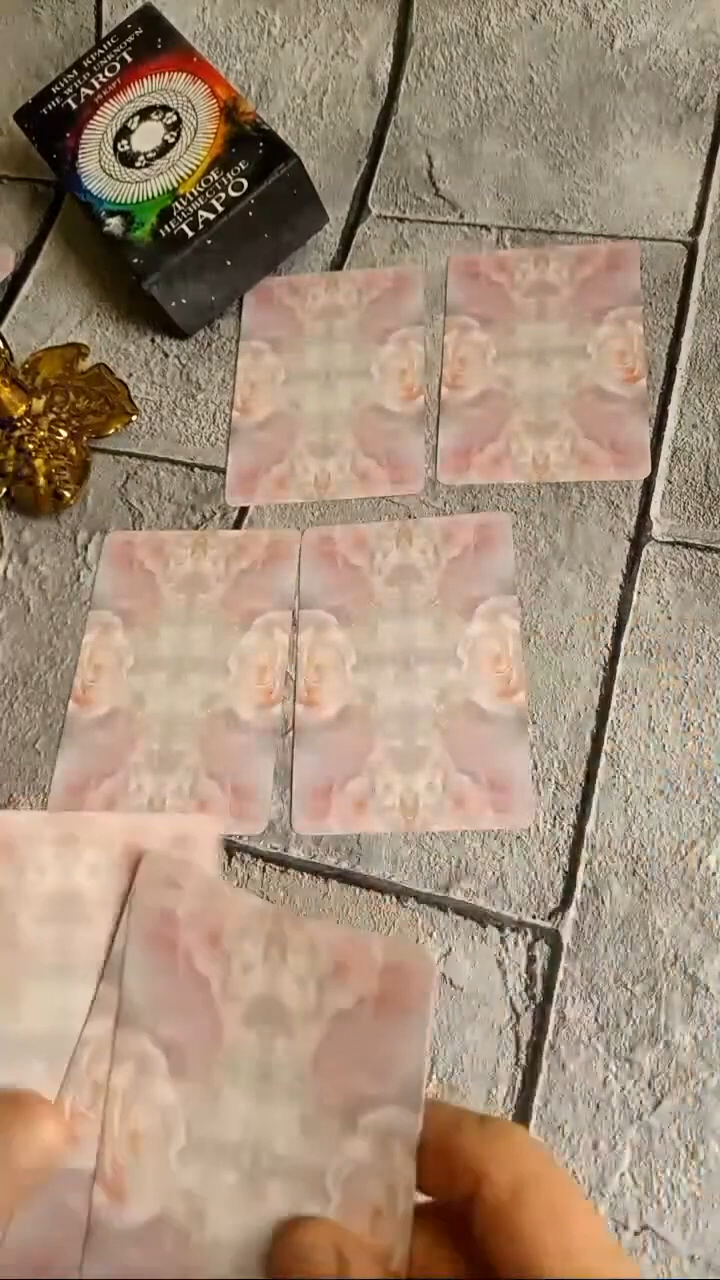 КИМ КРАНС
THE WILD UNKNOWN
TAROT
ДИКОЕ
НЕИЗВЕСТНОЕ
ТАРО